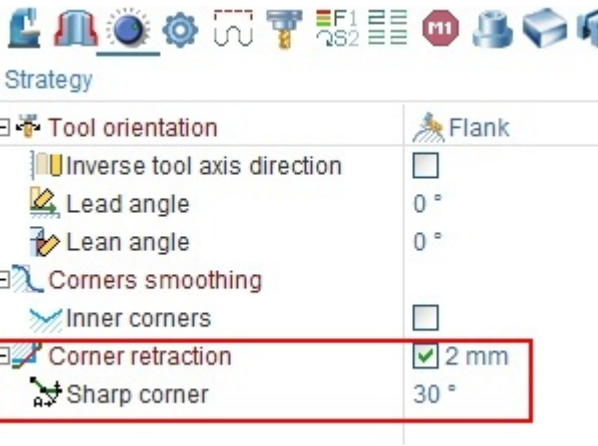 F1
S2
M1
Strategy
Tool orientation Flank
Inverse tool axis direction
Lead angle 0 °
Lean angle 0 °
Corners smoothing
Inner corners
Corner retraction 2 mm
Sharp corner 30 °